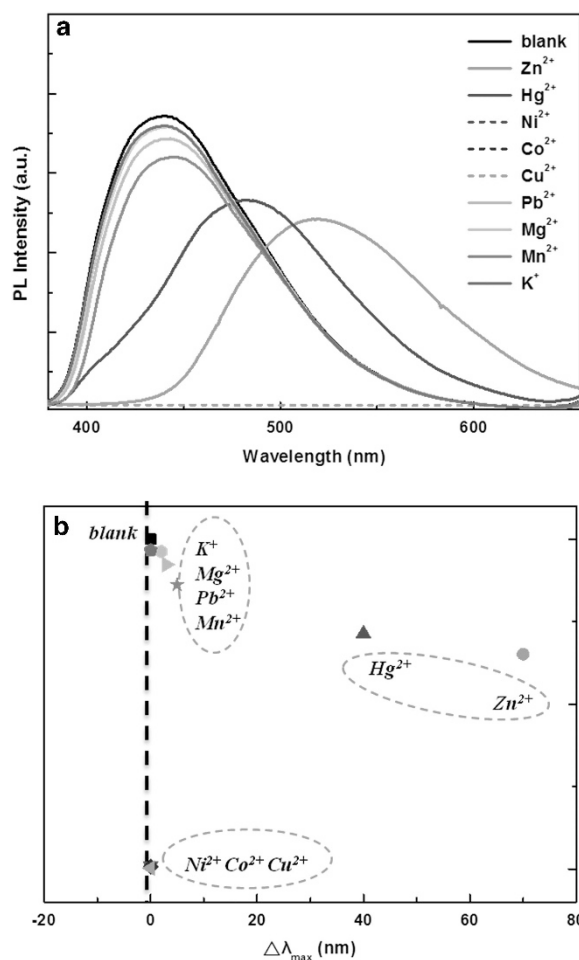 a
blank
Zn²⁺
Hg²⁺
Ni²⁺
Co²⁺
Cu²⁺
Pb²⁺
Mg²⁺
Mn²⁺
K⁺
PL Intensity (a.u.)
400 500 600
Wavelength (nm)
b
blank
K⁺
Mg²⁺
Pb²⁺
Mn²⁺
Hg²⁺
Zn²⁺
Ni²⁺ Co²⁺ Cu²⁺
-20 0 20 40 60 80
Δλmax (nm)